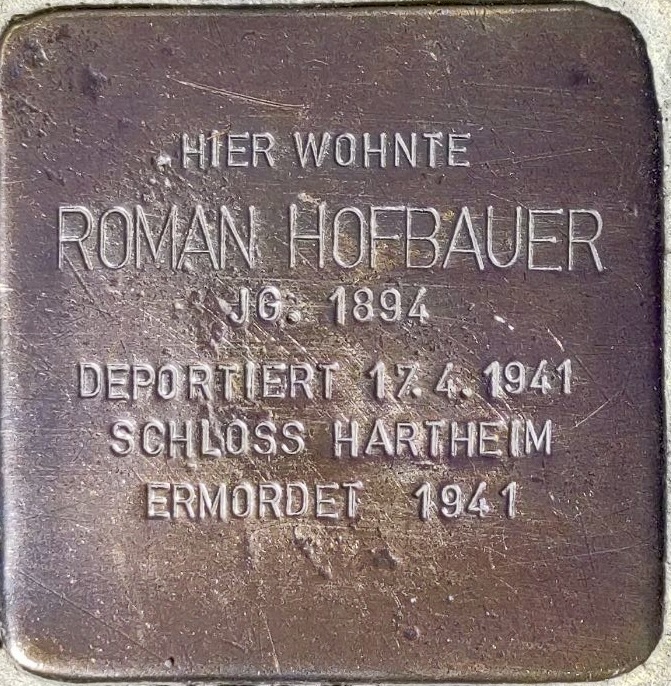 HIER WOHNTE
ROMAN HOFBAUER
JG. 1894
DEPORTIERT 17.4.1941
SCHLOSS HARTHEIM
ERMORDET 1941